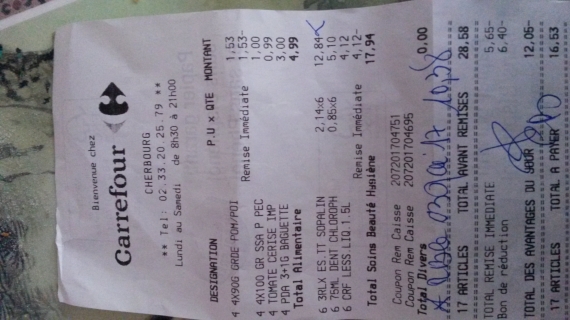 Bienvenue chez
Carrefour
CHERBOURG
** Tel: 02.33.20 25.79 **
Lundi au Samedi de 8h30 à 21h00
DESIGNATION P.U x QTE MONTANT
4 4X90G GRDE POM/POI 1,53
Remise Immédiate 1,53-
4 4X100 GR SSA P PEC 1,00
4 TOMATE CERISE IMP 0,99
4 PDA 3+1G BAGUETTE 3,00
Total Alimentaire 4,99
6 3RLX ES.TT SOPALIN 2,14x6 12,84
6 75ML DENT CHLOROPH 0,85x6 5,10
6 CRF LESS.LIQ.1.5L 4,12
Remise Immédiate 4,12-
Total Soins Beauté Hygiène 17,94
Coupon Rem Caisse 207201704751
Coupon Rem Caisse 207201704695
Total Divers 0,00
17 ARTICLES TOTAL AVANT REMISES 28,58
TOTAL REMISE IMMEDIATE 5,65-
Bon de réduction 6,40-
TOTAL DES AVANTAGES DU JOUR 12,05-
17 ARTICLES TOTAL A PAYER 16,53